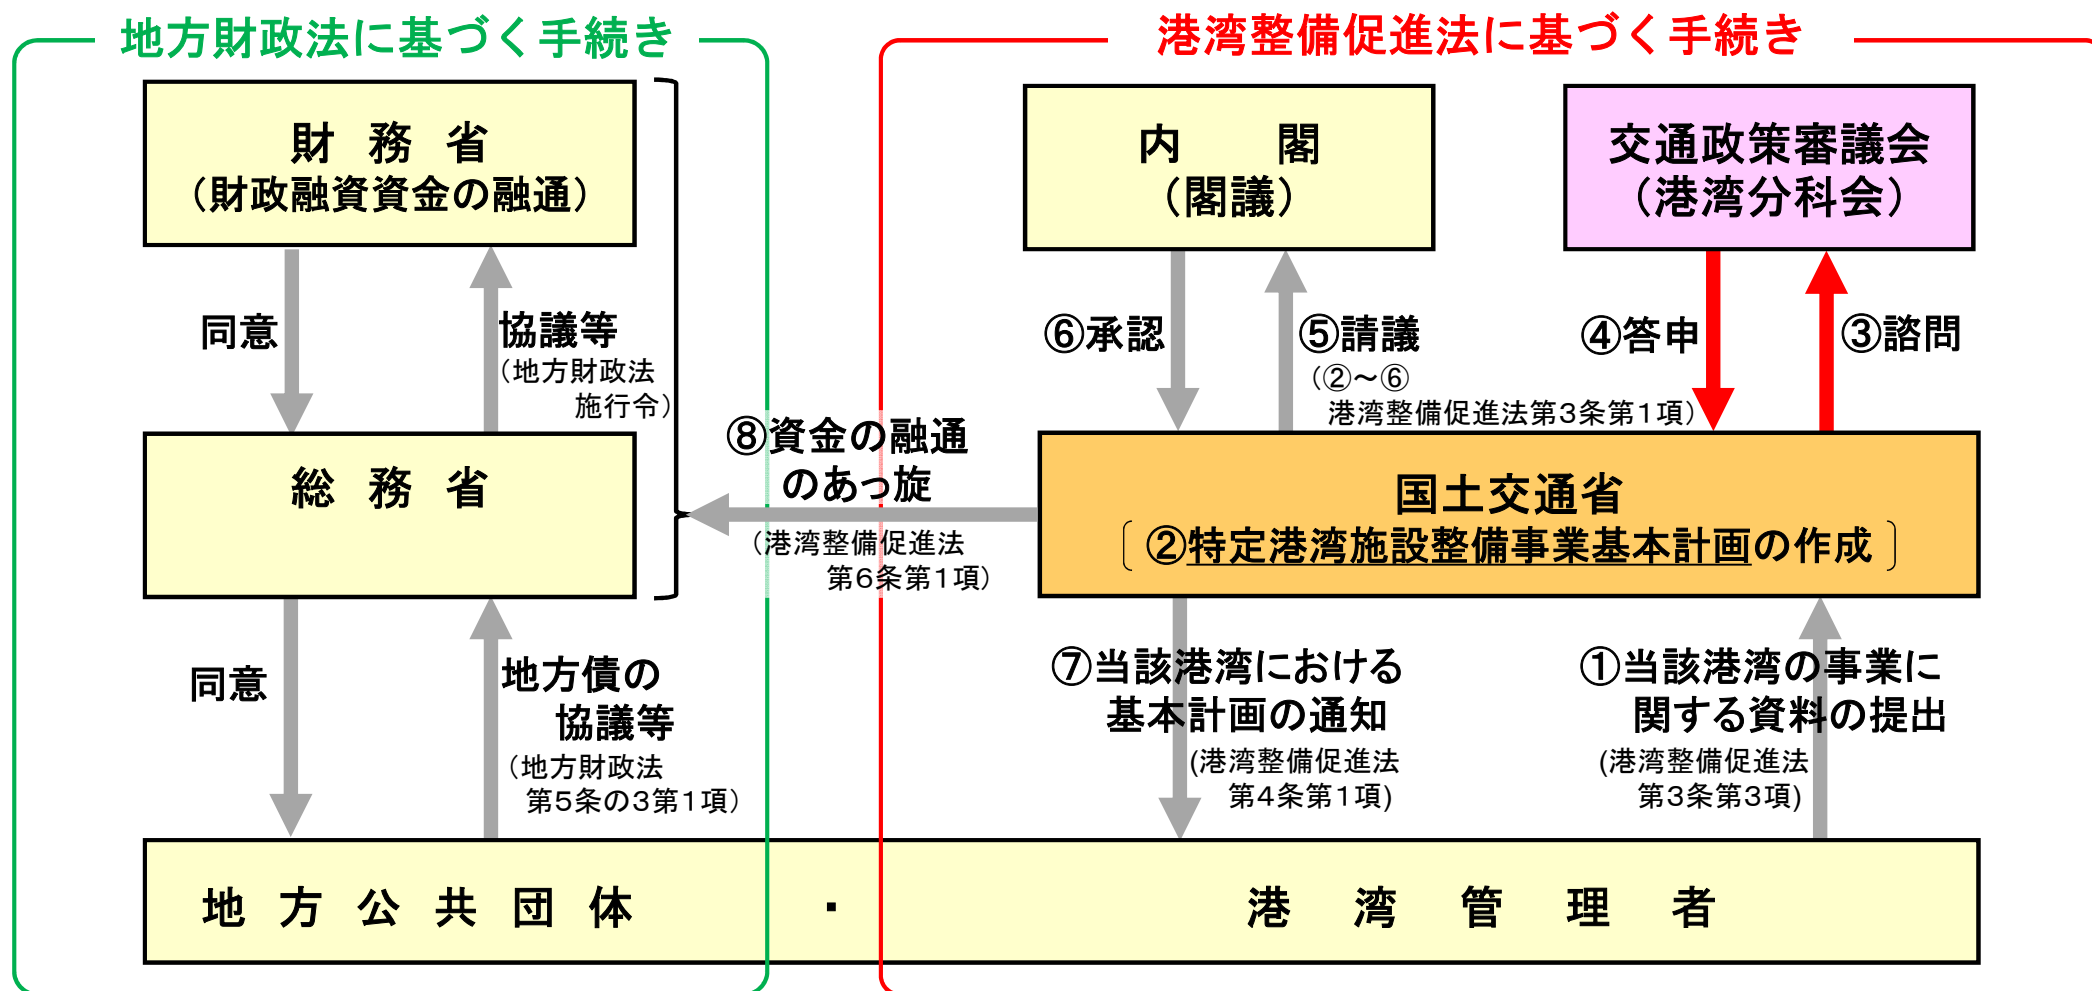 地方財政法に基づく手続き
財務省
（財政融資資金の融通）
同意
協議等
（地方財政法
施行令）
総務省
同意
地方債の
協議等
（地方財政法
第5条の3第1項）
⑧資金の融通
のあっ旋
（港湾整備促進法
第6条第1項）
港湾整備促進法に基づく手続き
内閣
（閣議）
交通政策審議会
（港湾分科会）
⑥承認
⑤請議
（②～⑥
港湾整備促進法第3条第1項）
④答申
③諮問
国土交通省
〔②特定港湾施設整備事業基本計画の作成〕
⑦当該港湾における
基本計画の通知
(港湾整備促進法
第4条第1項)
①当該港湾の事業に
関する資料の提出
(港湾整備促進法
第3条第3項)
地方公共団体・港湾管理者